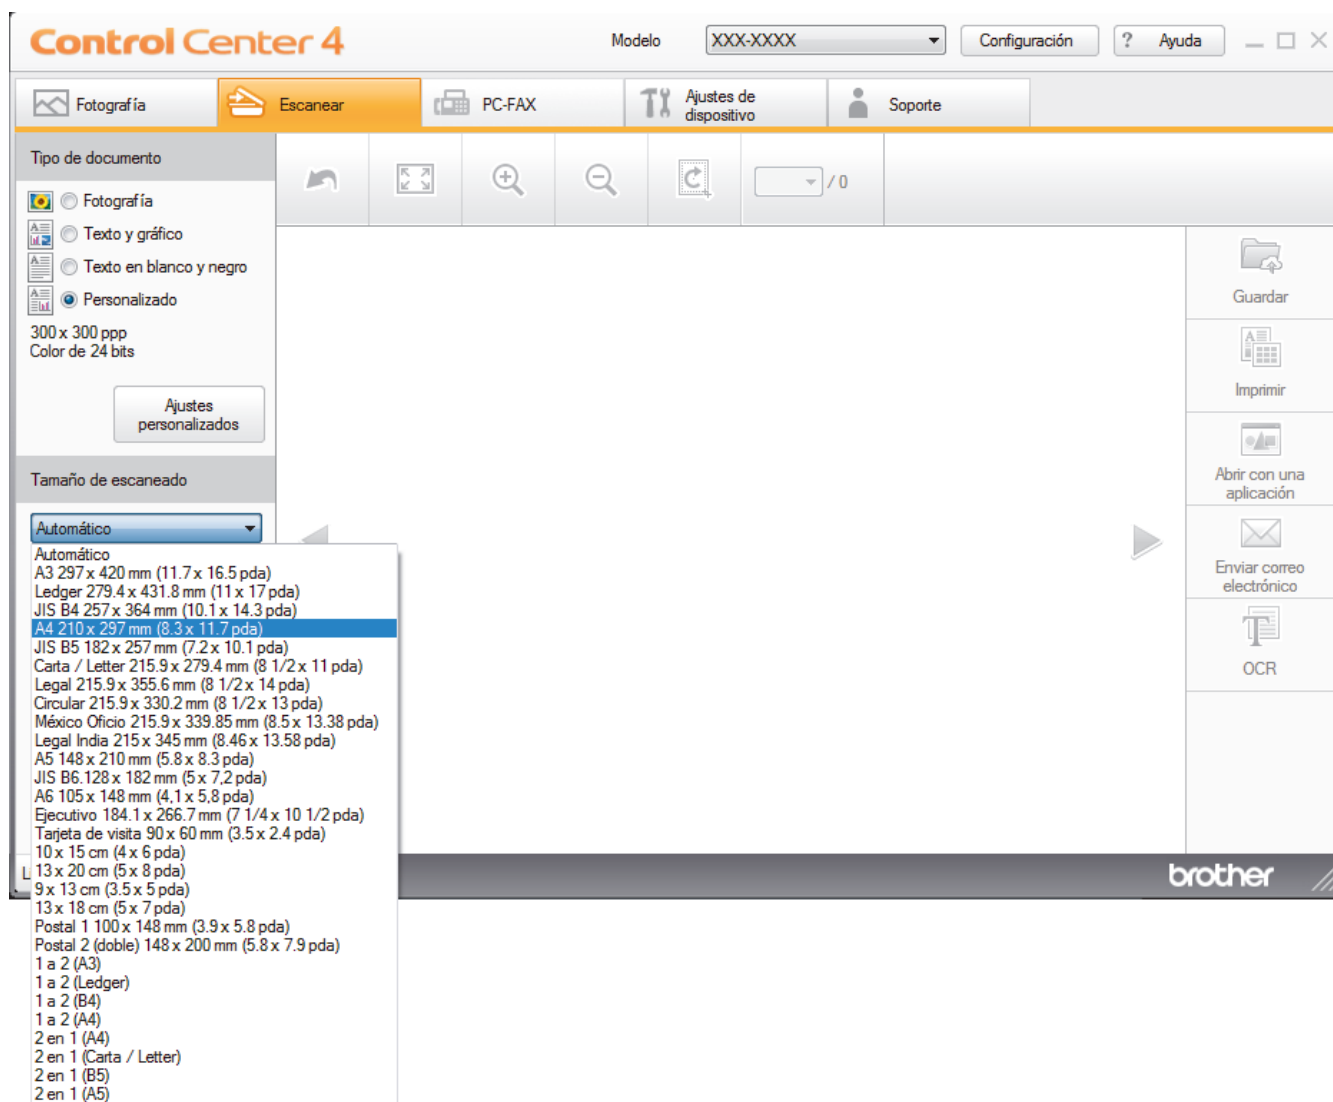 Control Center 4
Modelo
XXX-XXXX
Configuración
? Ayuda
Fotografía
Escanear
PC-FAX
Ajustes de
dispositivo
Soporte
Tipo de documento
Fotografía
Texto y gráfico
Texto en blanco y negro
Personalizado
300 x 300 ppp
Color de 24 bits
Ajustes
personalizados
Tamaño de escaneado
Automático
Automático
A3 297 x 420 mm (11.7 x 16.5 pda)
Ledger 279.4 x 431.8 mm (11 x 17 pda)
JIS B4 257 x 364 mm (10.1 x 14.3 pda)
A4 210 x 297 mm (8.3 x 11.7 pda)
JIS B5 182 x 257 mm (7.2 x 10.1 pda)
Carta / Letter 215.9 x 279.4 mm (8 1/2 x 11 pda)
Legal 215.9 x 355.6 mm (8 1/2 x 14 pda)
Circular 215.9 x 330.2 mm (8 1/2 x 13 pda)
México Oficio 215.9 x 339.85 mm (8.5 x 13.38 pda)
Legal India 215 x 345 mm (8.46 x 13.58 pda)
A5 148 x 210 mm (5.8 x 8.3 pda)
JIS B6.128 x 182 mm (5 x 7,2 pda)
A6 105 x 148 mm (4,1 x 5,8 pda)
Ejecutivo 184.1 x 266.7 mm (7 1/4 x 10 1/2 pda)
Tarjeta de visita 90 x 60 mm (3.5 x 2.4 pda)
10 x 15 cm (4 x 6 pda)
13 x 20 cm (5 x 8 pda)
9 x 13 cm (3.5 x 5 pda)
13 x 18 cm (5 x 7 pda)
Postal 1 100 x 148 mm (3.9 x 5.8 pda)
Postal 2 (doble) 148 x 200 mm (5.8 x 7.9 pda)
1 a 2 (A3)
1 a 2 (Ledger)
1 a 2 (B4)
1 a 2 (A4)
2 en 1 (A4)
2 en 1 (Carta / Letter)
2 en 1 (B5)
2 en 1 (A5)
/ 0
Guardar
Imprimir
Abrir con una
aplicación
Enviar correo
electrónico
OCR
brother